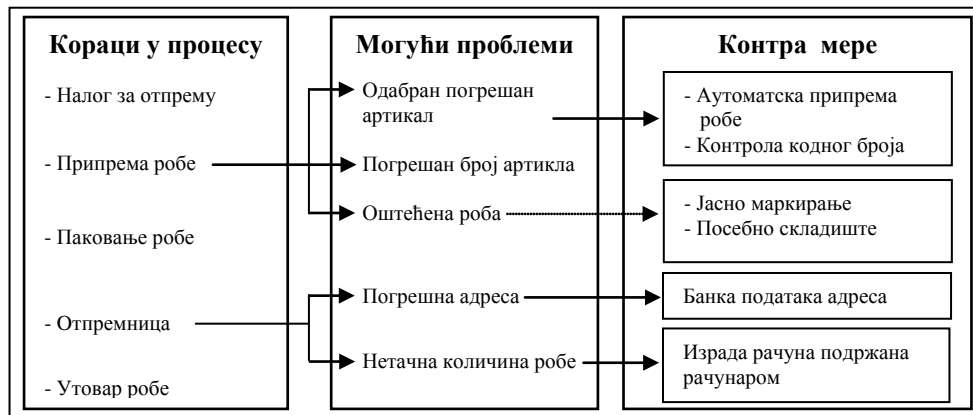 Кораци у процесу
- Налог за отпрему
- Припрема робе
- Паковање робе
- Отпремница
- Утовар робе
Могући проблеми
Одабран погрешан
артикал
Погрешан број артикла
Оштећена роба
Погрешна адреса
Нетачна количина робе
Контра мере
- Аутоматска припрема
робе
- Контрола кодног броја
- Јасно маркирање
- Посебно складиште
Банка података адреса
Израда рачуна подржана
рачунаром